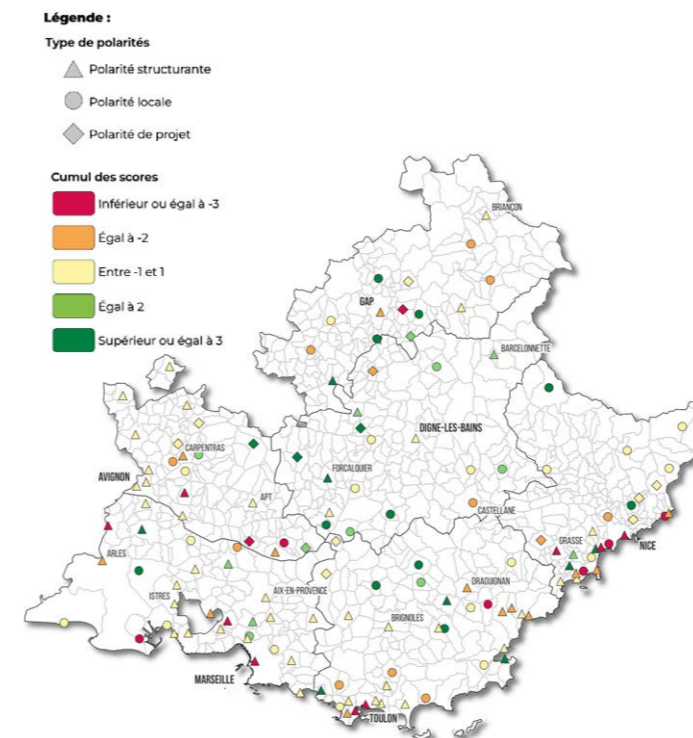 Légende :
Type de polarités
Polarité structurante
Polarité locale
Polarité de projet
Cumul des scores
Inférieur ou égal à -3
Égal à -2
Entre -1 et 1
Égal à 2
Supérieur ou égal à 3
BRIANÇON
GAP
BARCELONNETTE
CARPENTRAS
DIGNE-LES-BAINS
AVIGNON
FORCALQUIER
APT
CASTELLANE
GRASSE
NICE
ARLES
DRAGUIGNAN
ISTRES
AIX-EN-PROVENCE
BRIGNOLES
MARSEILLE
TOULON